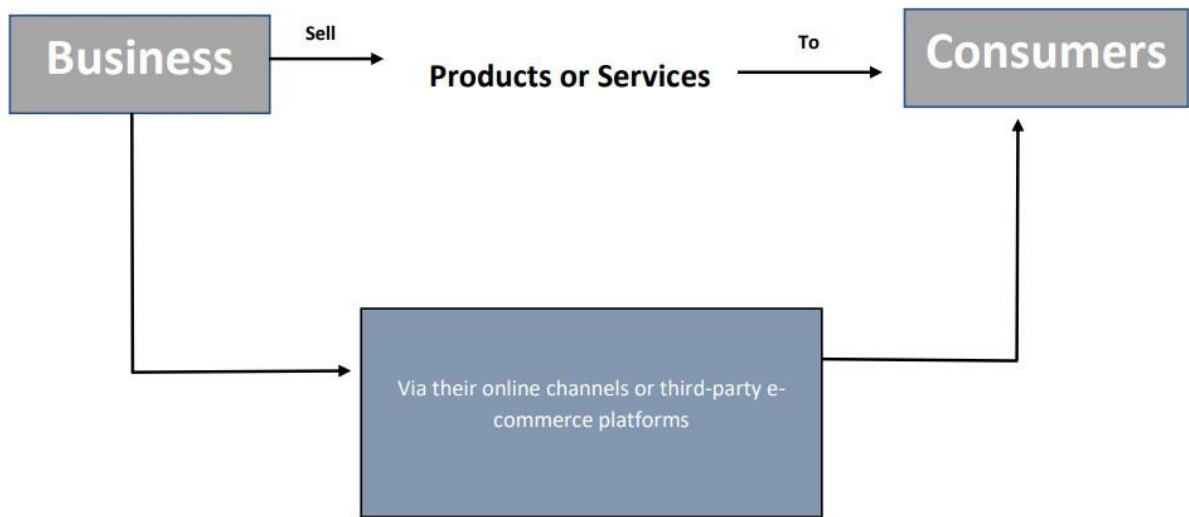 Business
Sell
Products or Services
To
Consumers
Via their online channels or third-party e-
commerce platforms